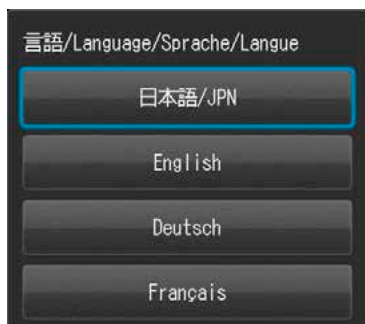 言語/Language/Sprache/Langue
日本語/JPN
English
Deutsch
Français